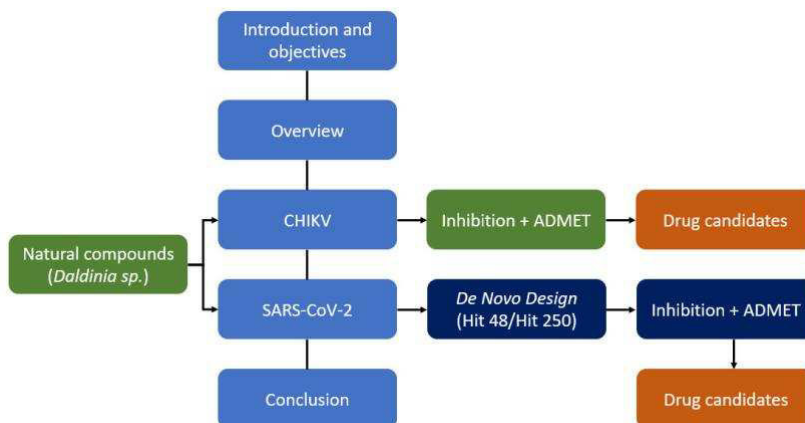 Introduction and
objectives
Overview
CHIKV
Inhibition + ADMET
Drug candidates
Natural compounds
(Daldinia sp.)
SARS-CoV-2
De Novo Design
(Hit 48/Hit 250)
Inhibition + ADMET
Conclusion
Drug candidates